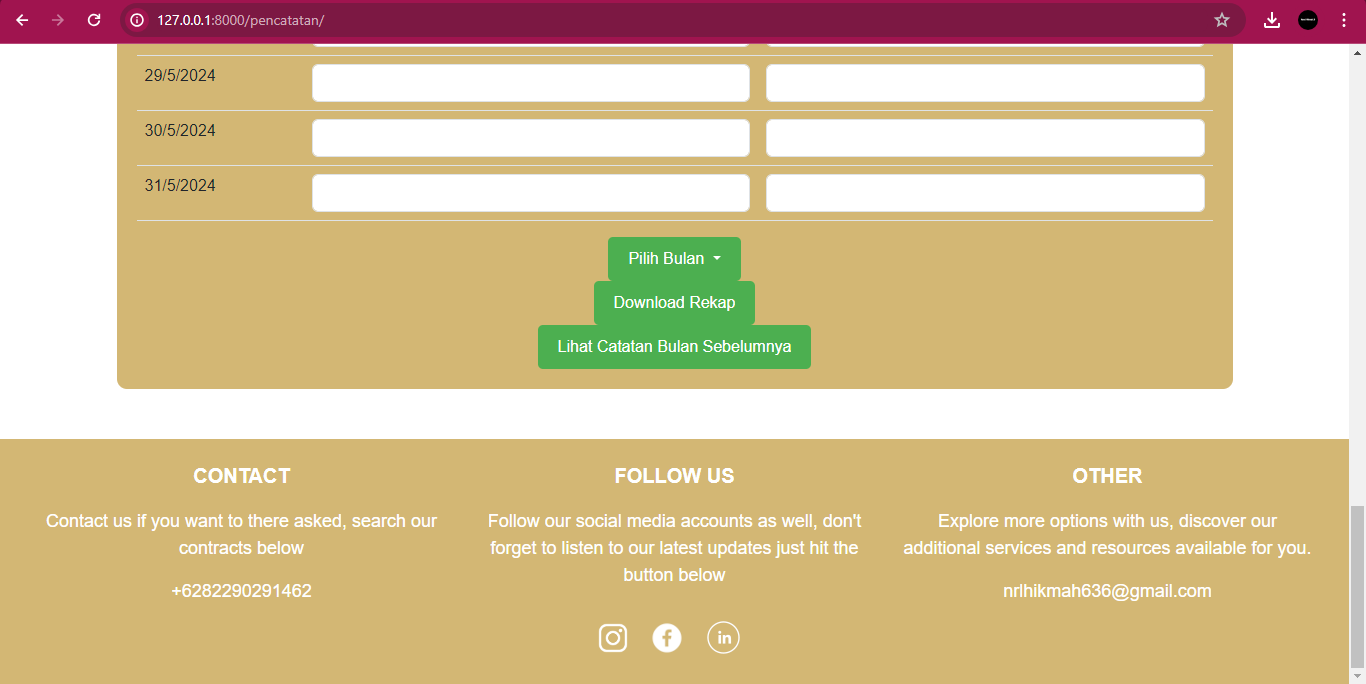 127.0.0.1:8000/pencatatan/
29/5/2024
30/5/2024
31/5/2024
Pilih Bulan
Download Rekap
Lihat Catatan Bulan Sebelumnya
CONTACT
Contact us if you want to there asked, search our
contracts below
+6282290291462
FOLLOW US
Follow our social media accounts as well, don't
forget to listen to our latest updates just hit the
button below
in
OTHER
Explore more options with us, discover our
additional services and resources available for you.
nrlhikmah636@gmail.com